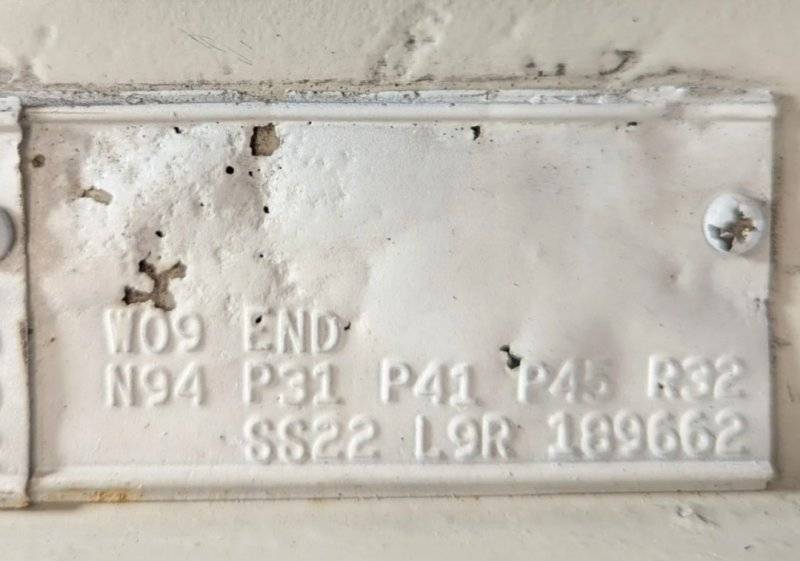 W09 END
N94 P31 P41 P45 R32
SS22 L9R 189662